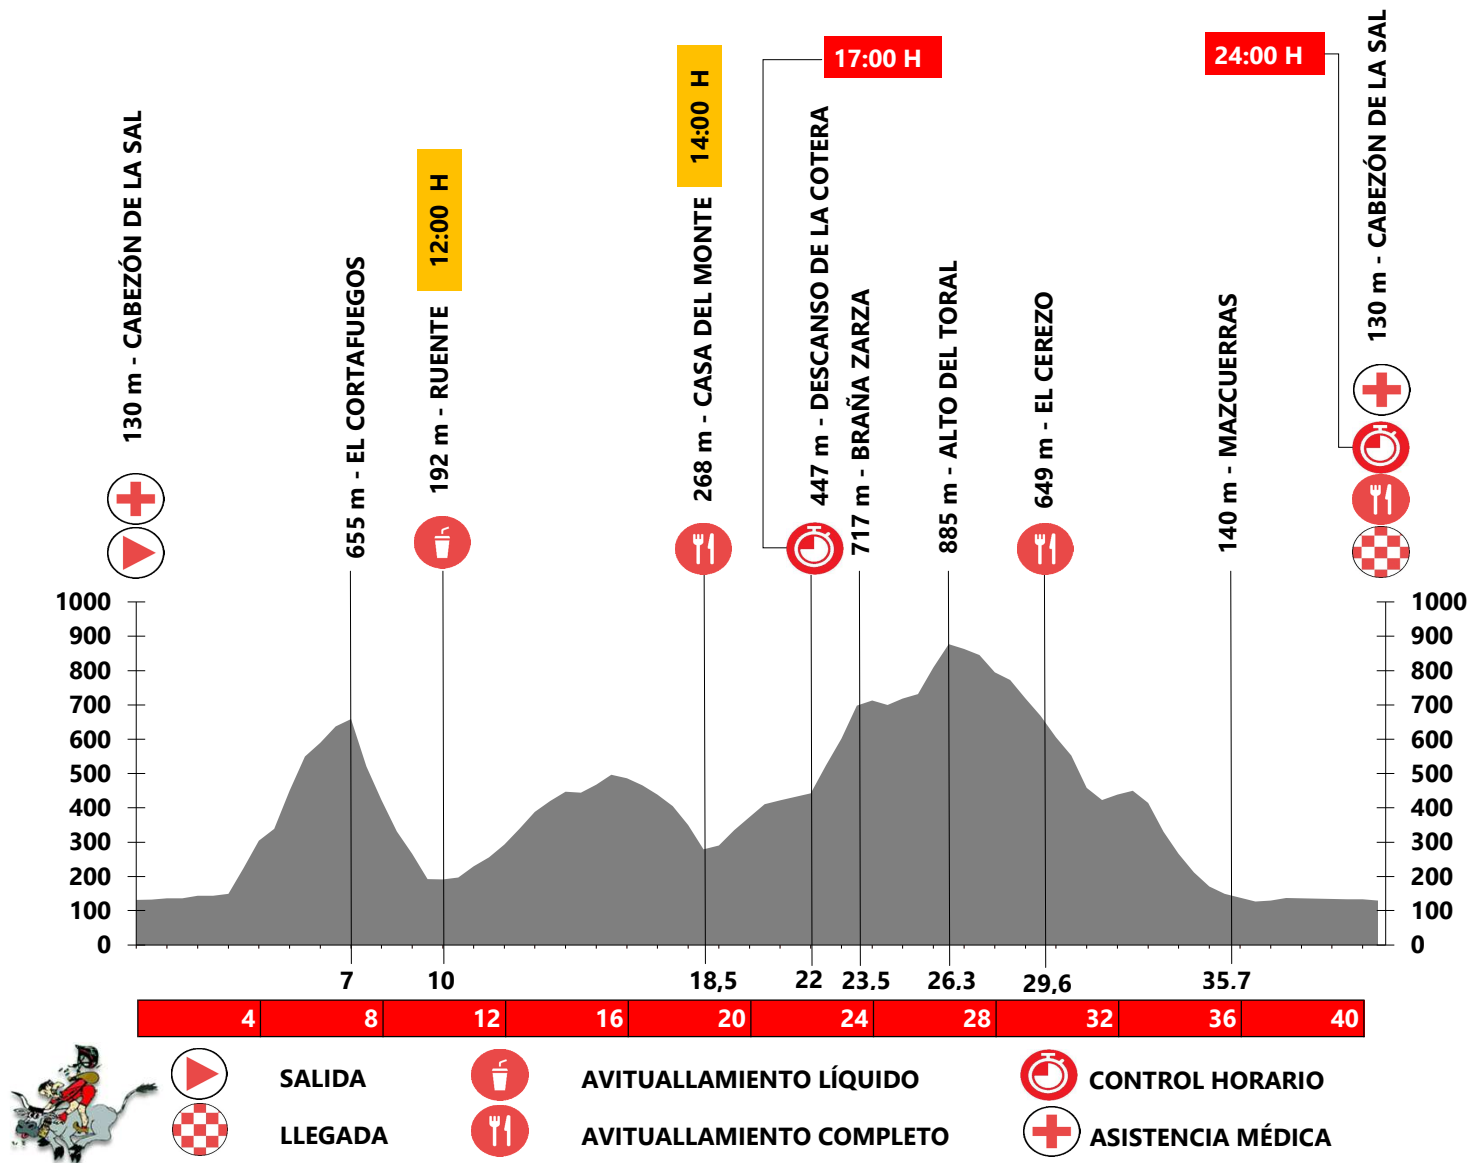 17:00 H
24:00 H
130 m - CABEZÓN DE LA SAL
655 m - EL CORTAFUEGOS
12:00 H
192 m - RUENTE
14:00 H
268 m - CASA DEL MONTE
447 m - DESCANSO DE LA COTERA
717 m - BRAÑA ZARZA
885 m - ALTO DEL TORAL
649 m - EL CEREZO
140 m - MAZCUERRAS
130 m - CABEZÓN DE LA SAL
1000 1000
900 900
800 800
700 700
600 600
500 500
400 400
300 300
200 200
100 100
0 0
7 10 18,5 22 23,5 26,3 29,6 35,7
4 8 12 16 20 24 28 32 36 40
SALIDA AVITUALLAMIENTO LÍQUIDO CONTROL HORARIO
LLEGADA AVITUALLAMIENTO COMPLETO ASISTENCIA MÉDICA